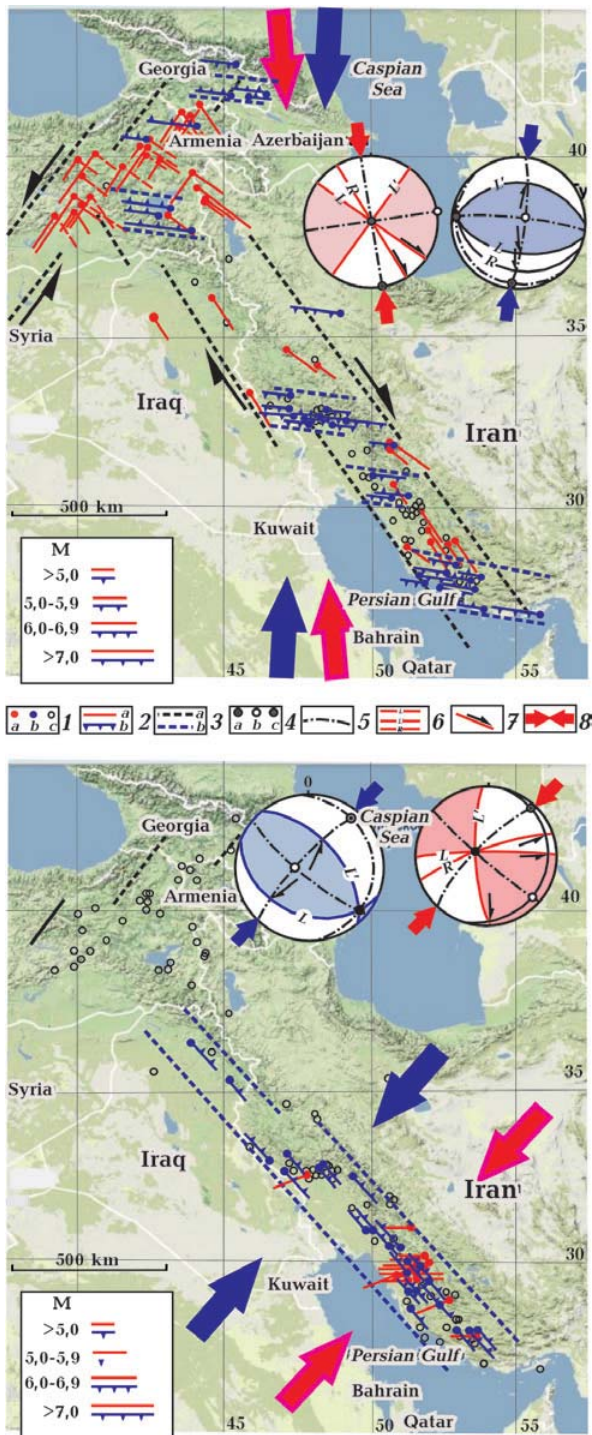 Georgia
Caspian
Sea
Armenia Azerbaijan
40
R
L
L'
L'
L
R
35
Syria
Iraq
Iran
30
500 km
Kuwait
M
>5,0
5,0-5,9
6,0-6,9
>7,0
Persian Gulf
Bahrain
Qatar
45
50
55
a b c 1 a b 2 a b 3 a b c 4 5 L L R 6 7 8
0
Georgia
Caspian
Sea
Armenia
40
L'
L
L'
L
R
35
Syria
Iraq
Iran
30
500 km
Kuwait
M
>5,0
5,0-5,9
6,0-6,9
>7,0
Persian Gulf
Bahrain
Qatar
45
50
55